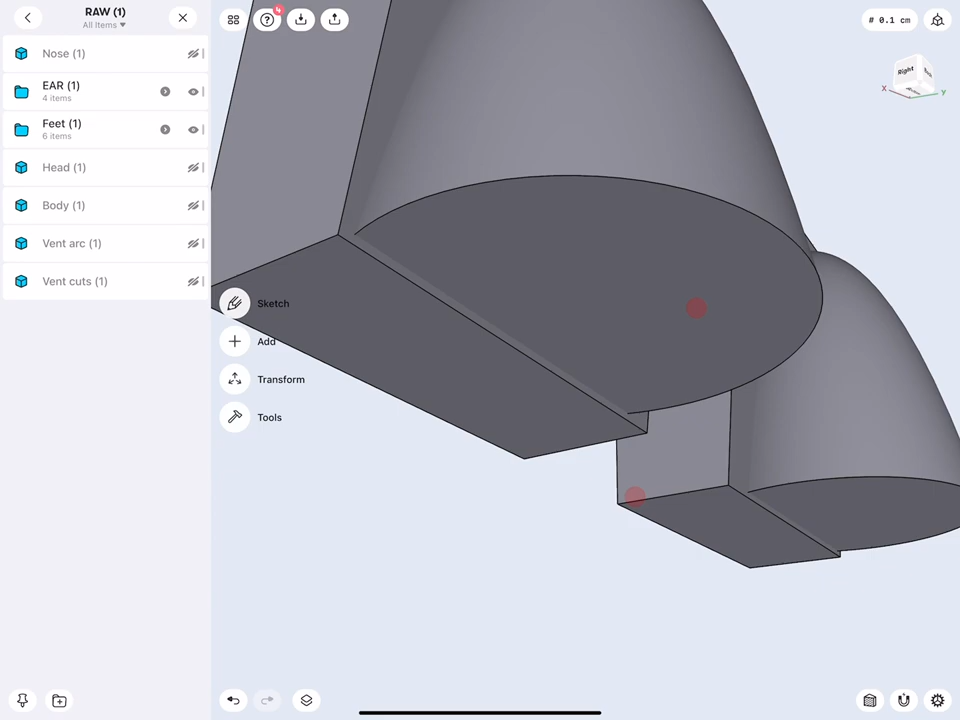 RAW (1)
All Items ▼
Nose (1)
EAR (1)
4 items
Feet (1)
6 items
Head (1)
Body (1)
Vent arc (1)
Vent cuts (1)
Sketch
Add
Transform
Tools
?
4
# 0.1 cm
Right
X
Y